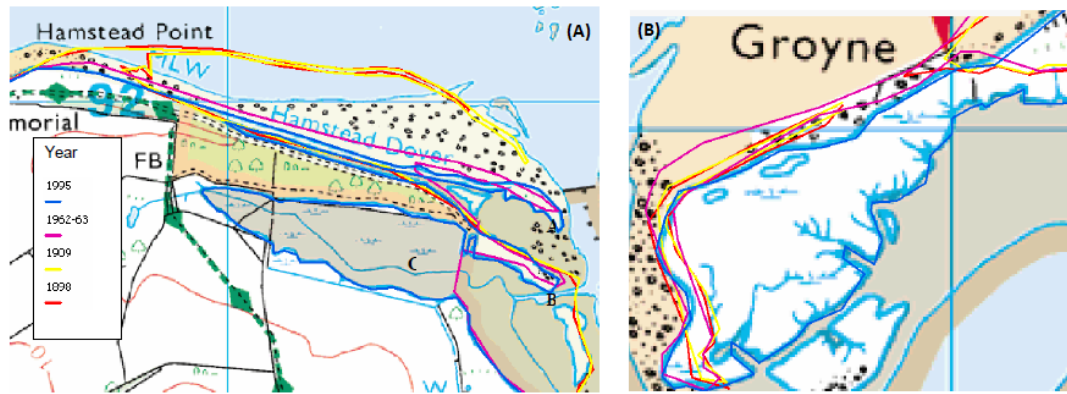 Hamstead Point
(A)
HLW
92
Hamstead Dover
morial
FB
Year
1995
1962-63
1909
1898
C
B
W
(B)
Groyne